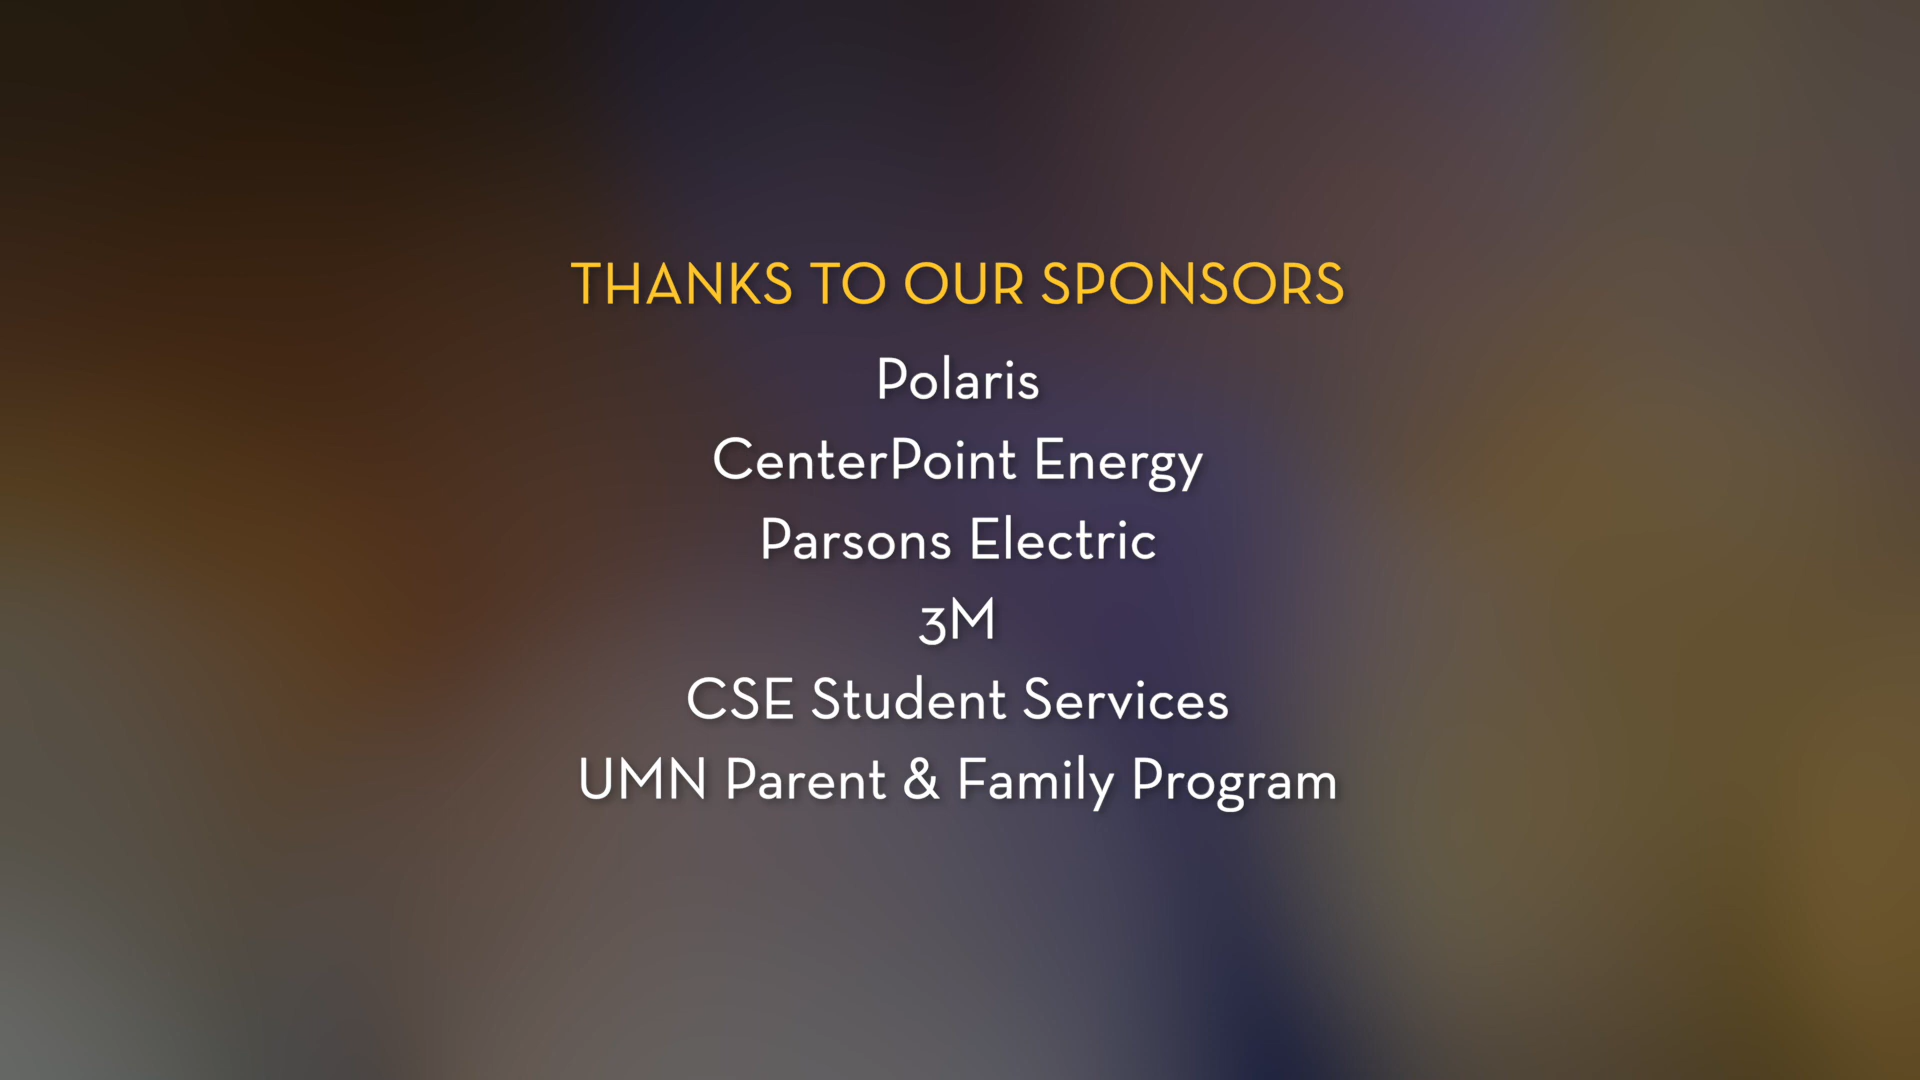 THANKS TO OUR SPONSORS
Polaris
CenterPoint Energy
Parsons Electric
3M
CSE Student Services
UMN Parent & Family Program